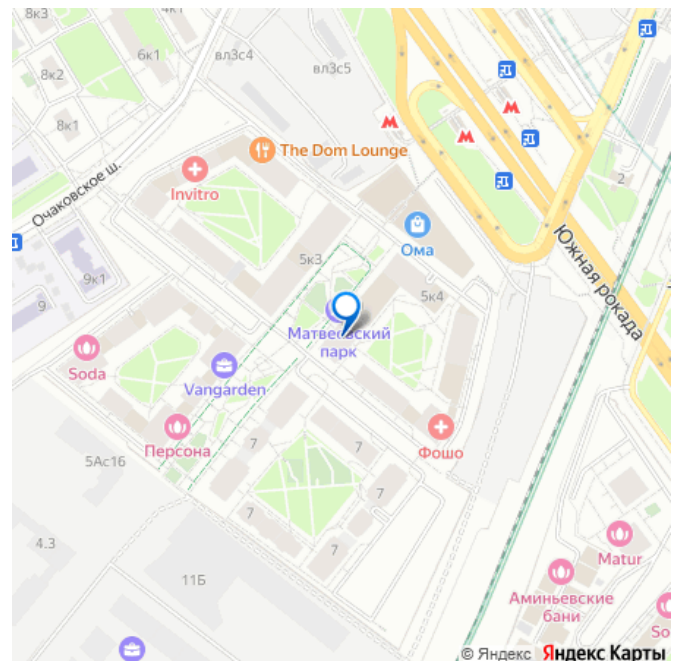 8к3
4к1
6к1
вл3с4
8к2
вл3с5
8к1
The Dom Lounge
Invitro
Очаковское ш.
2
Ома
Южная рокада
5к3
9к1
5к4
9
Матвеевский
парк
Soda
Vangarden
Персона
Фошо
7
7
5Ас16
7
7
7
4.3
11Б
Matur
Аминьевские
бани
So
© Яндекс Яндекс Карты